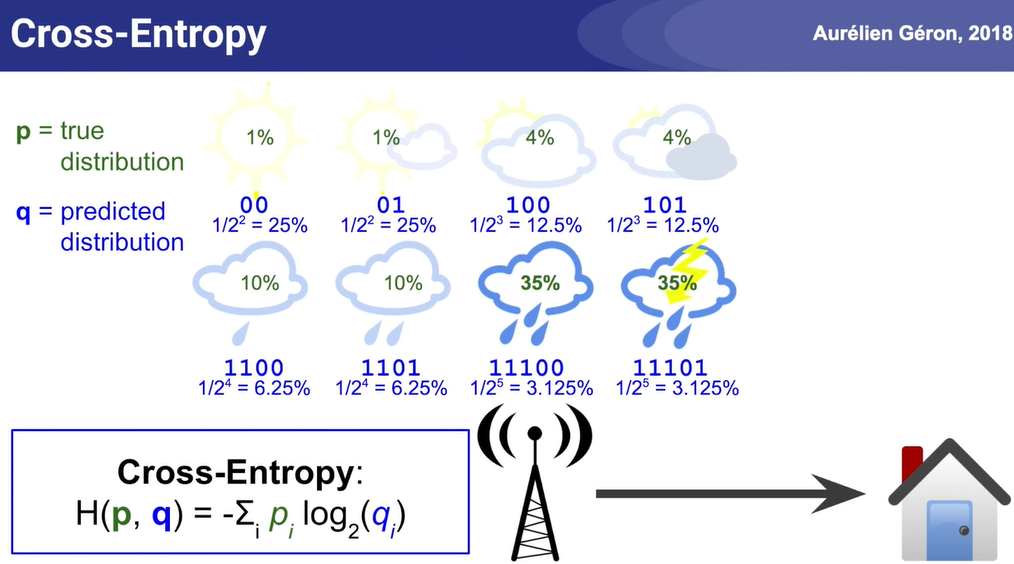 Cross-Entropy
Aurélien Géron, 2018
p = true distribution
1% 1% 4% 4%
q = predicted distribution
00 01 100 101
1/2² = 25% 1/2² = 25% 1/2³ = 12.5% 1/2³ = 12.5%
10% 10% 35% 35%
1100 1101 11100 11101
1/2⁴ = 6.25% 1/2⁴ = 6.25% 1/2⁵ = 3.125% 1/2⁵ = 3.125%
Cross-Entropy:
H(p, q) = -Σᵢ pᵢ log₂(qᵢ)